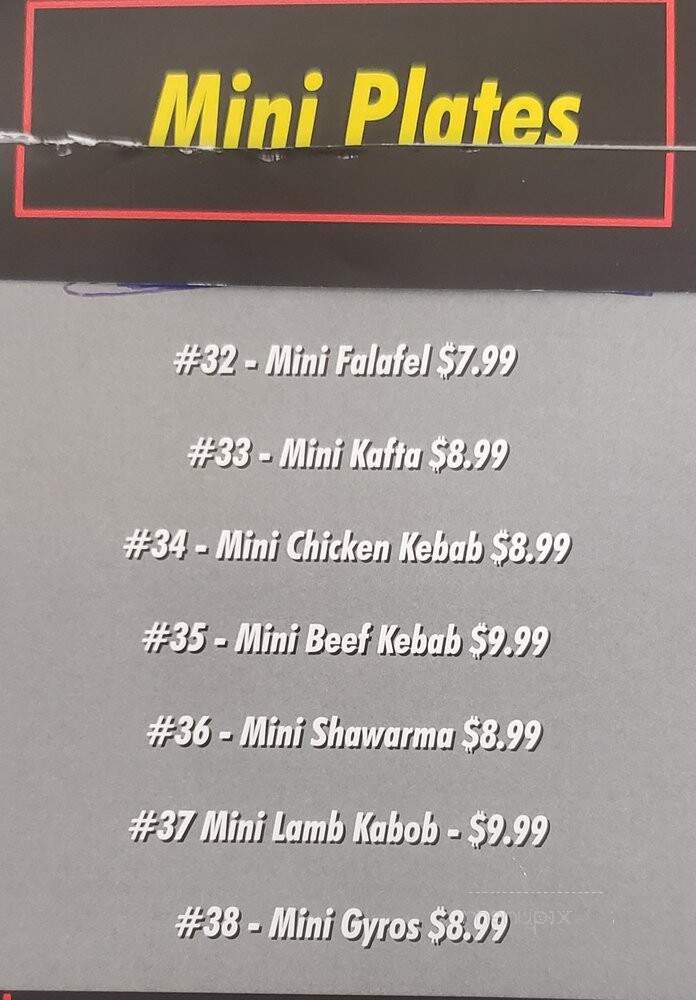 Mini Plates
#32 - Mini Falafel $7.99
#33 - Mini Kafta $8.99
#34 - Mini Chicken Kebab $8.99
#35 - Mini Beef Kebab $9.99
#36 - Mini Shawarma $8.99
#37 Mini Lamb Kabob - $9.99
#38 - Mini Gyros $8.99